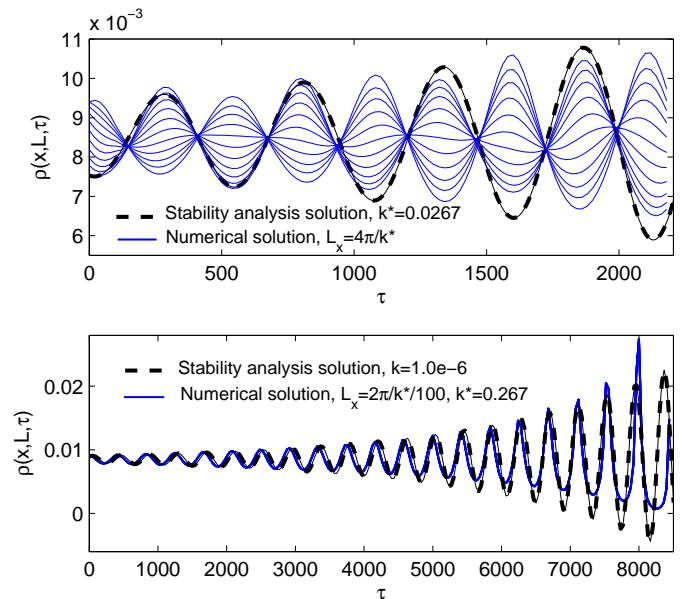 x 10⁻³
11
10
9
8
7
6
ρ(x,L,τ)
Stability analysis solution, k*=0.0267
Numerical solution, Lₓ=4π/k*
0 500 1000 1500 2000
τ
0.02
0.01
0
ρ(x,L,τ)
Stability analysis solution, k=1.0e−6
Numerical solution, Lₓ=2π/k*/100, k*=0.267
0 1000 2000 3000 4000 5000 6000 7000 8000
τ